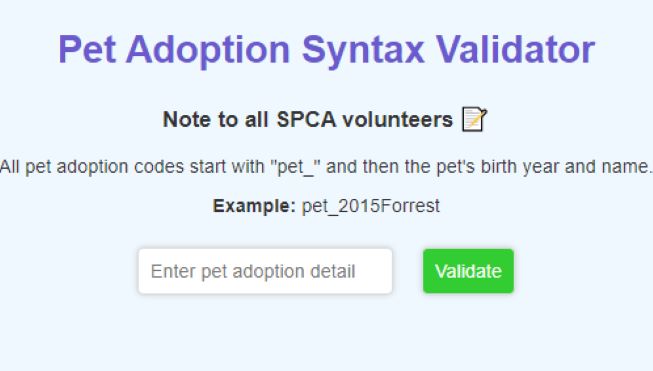 Pet Adoption Syntax Validator
Note to all SPCA volunteers 📝
All pet adoption codes start with "pet_" and then the pet's birth year and name.
Example: pet_2015Forrest
Enter pet adoption detail
Validate